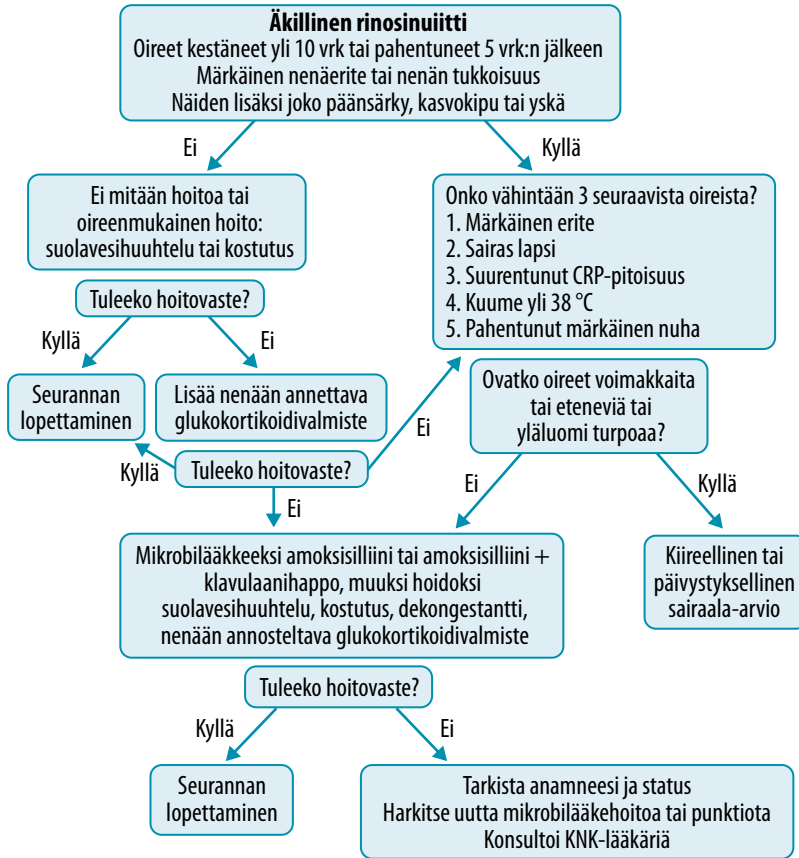 Äkillinen rinosinuiitti
Oireet kestäneet yli 10 vrk tai pahentuneet 5 vrk:n jälkeen
Märkäinen nenäerite tai nenän tukkoisuus
Näiden lisäksi joko päänsärky, kasvokipu tai yskä
Ei
Kyllä
Ei mitään hoitoa tai
oireenmukainen hoito:
suolavesihuuhtelu tai kostutus
Onko vähintään 3 seuraavista oireista?
1. Märkäinen erite
2. Sairas lapsi
3. Suurentunut CRP-pitoisuus
4. Kuume yli 38 °C
5. Pahentunut märkäinen nuha
Tuleeko hoitovaste?
Kyllä
Ei
Seurannan
lopettaminen
Lisää nenään annettava
glukokortikoidivalmiste
Ovatko oireet voimakkaita
tai eteneviä tai
yläluomi turpoaa?
Kyllä
Tuleeko hoitovaste?
Ei
Ei
Ei
Kyllä
Mikrobilääkkeeksi amoksisilliini tai amoksisilliini +
klavulaanihappo, muuksi hoidoksi
suolavesihuuhtelu, kostutus, dekongestantti,
nenään annosteltava glukokortikoidivalmiste
Kiireellinen tai
päivystyksellinen
sairaala-arvio
Tuleeko hoitovaste?
Kyllä
Ei
Seurannan
lopettaminen
Tarkista anamneesi ja status
Harkitse uutta mikrobilääkehoitoa tai punktiota
Konsultoi KNK-lääkäriä